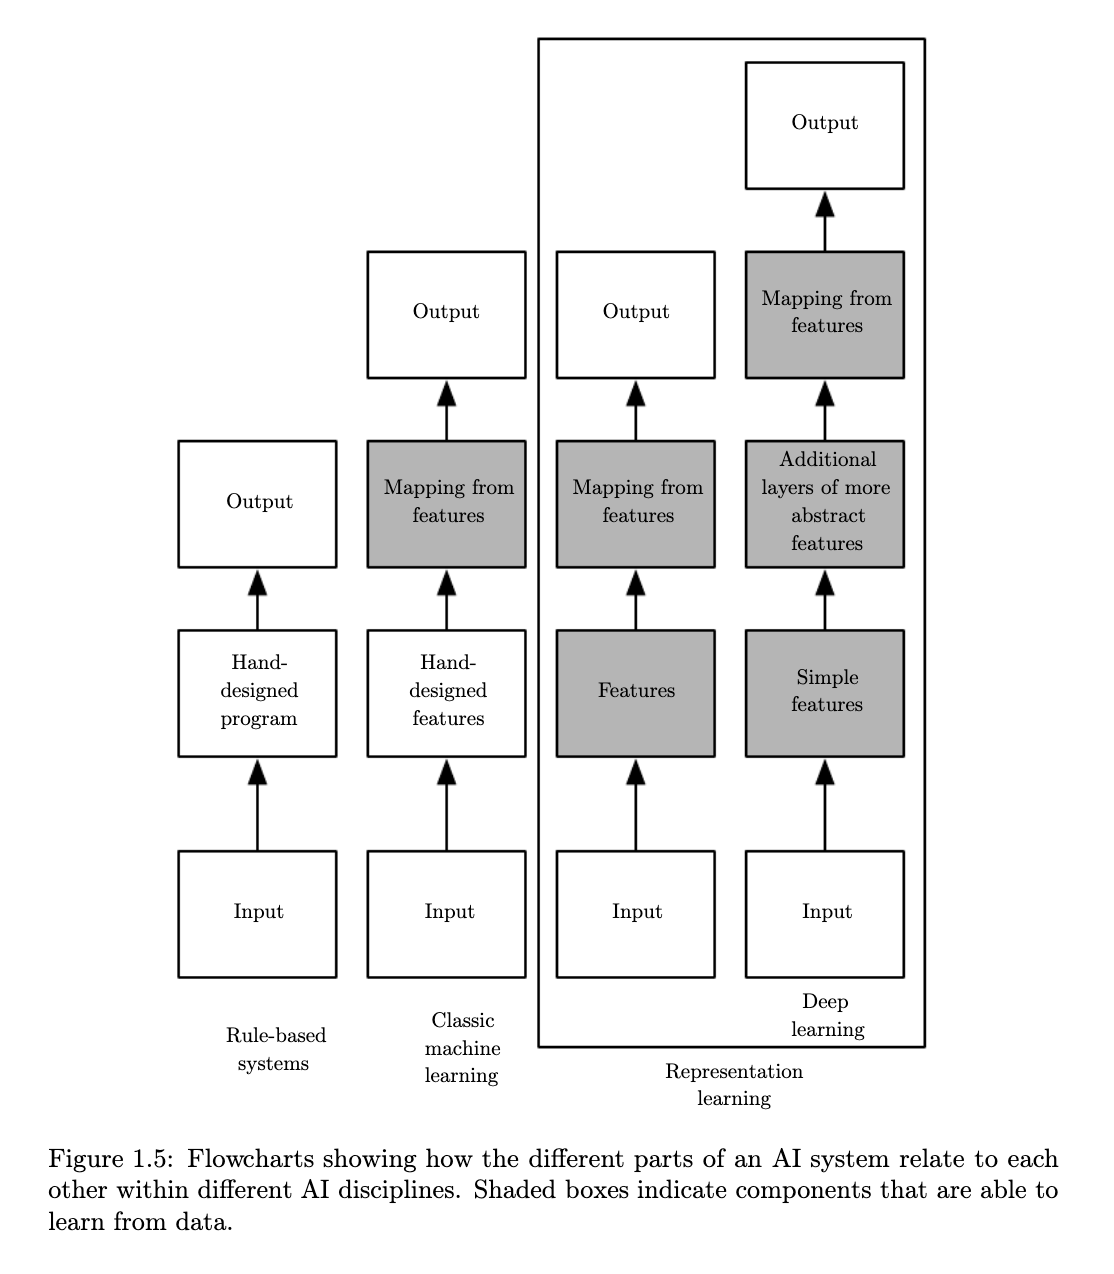 Output
Output
Output
Mapping from
features
Output
Mapping from
features
Mapping from
features
Additional
layers of more
abstract
features
Hand-
designed
program
Hand-
designed
features
Features
Simple
features
Input
Input
Input
Input
Rule-based
systems
Classic
machine
learning
Deep
learning
Representation
learning
Figure 1.5: Flowcharts showing how the different parts of an AI system relate to each
other within different AI disciplines. Shaded boxes indicate components that are able to
learn from data.